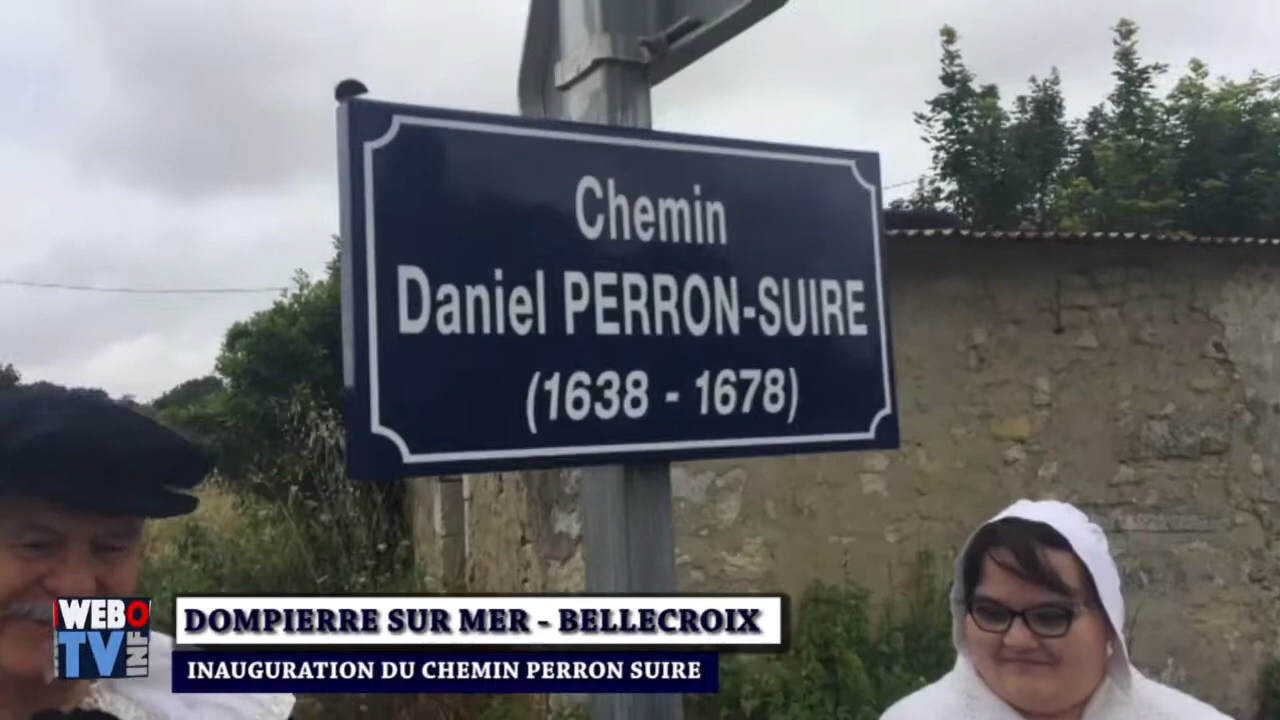 Chemin
Daniel PERRON-SUIRE
(1638 - 1678)
WEBO
TV INFO
DOMPIERRE SUR MER - BELLECROIX
INAUGURATION DU CHEMIN PERRON SUIRE